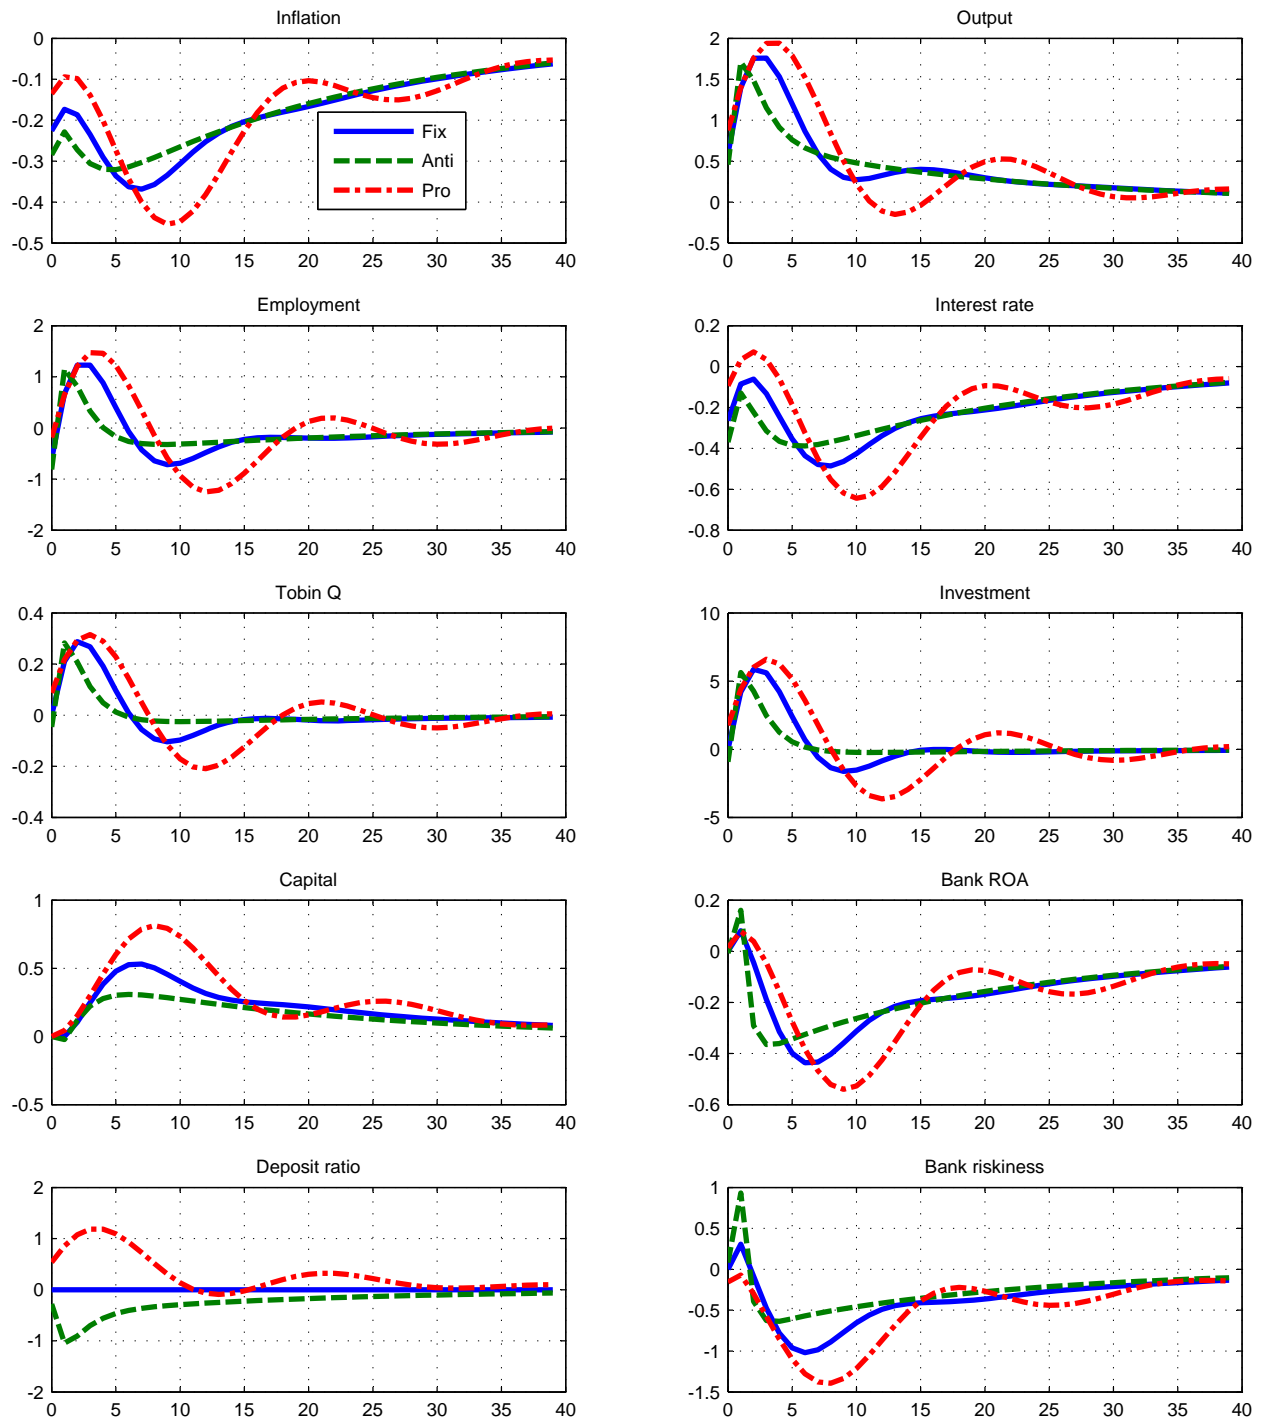 Inflation
0
-0.1
-0.2
-0.3
-0.4
-0.5
0 5 10 15 20 25 30 35 40
Fix
Anti
Pro
Output
2
1.5
1
0.5
0
-0.5
0 5 10 15 20 25 30 35 40
Employment
2
1
0
-1
-2
0 5 10 15 20 25 30 35 40
Interest rate
0.2
0
-0.2
-0.4
-0.6
-0.8
0 5 10 15 20 25 30 35 40
Tobin Q
0.4
0.2
0
-0.2
-0.4
0 5 10 15 20 25 30 35 40
Investment
10
5
0
-5
0 5 10 15 20 25 30 35 40
Capital
1
0.5
0
-0.5
0 5 10 15 20 25 30 35 40
Bank ROA
0.2
0
-0.2
-0.4
-0.6
0 5 10 15 20 25 30 35 40
Deposit ratio
2
1
0
-1
-2
0 5 10 15 20 25 30 35 40
Bank riskiness
1
0.5
0
-0.5
-1
-1.5
0 5 10 15 20 25 30 35 40